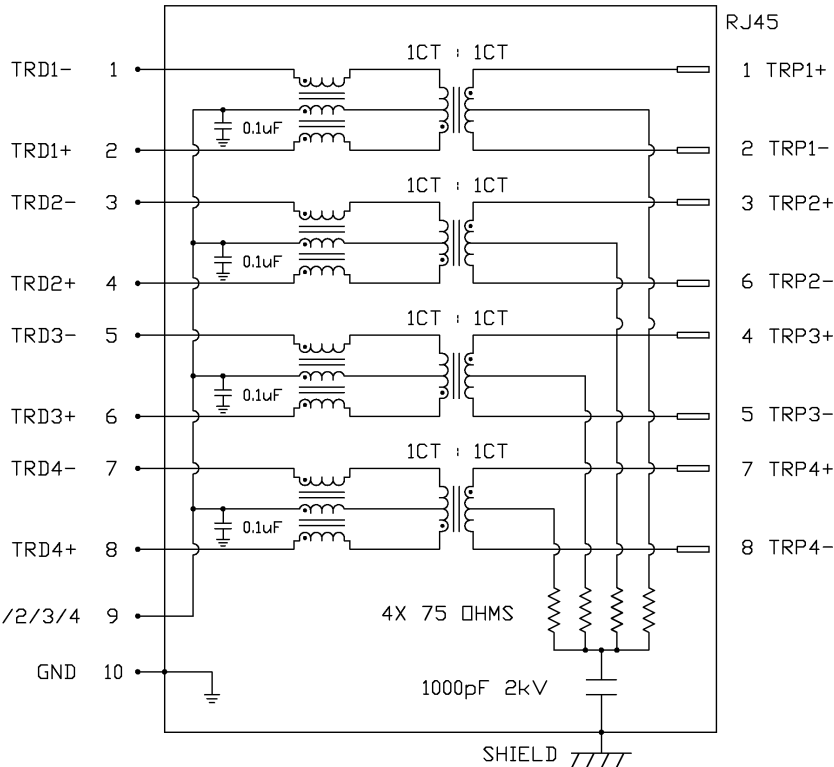 RJ45
1CT : 1CT
TRD1- 1
1 TRP1+
0.1uF
TRD1+ 2
2 TRP1-
1CT : 1CT
TRD2- 3
3 TRP2+
0.1uF
TRD2+ 4
6 TRP2-
1CT : 1CT
TRD3- 5
4 TRP3+
0.1uF
TRD3+ 6
5 TRP3-
1CT : 1CT
TRD4- 7
7 TRP4+
0.1uF
TRD4+ 8
8 TRP4-
/2/3/4 9
4X 75 OHMS
GND 10
1000pF 2kV
SHIELD